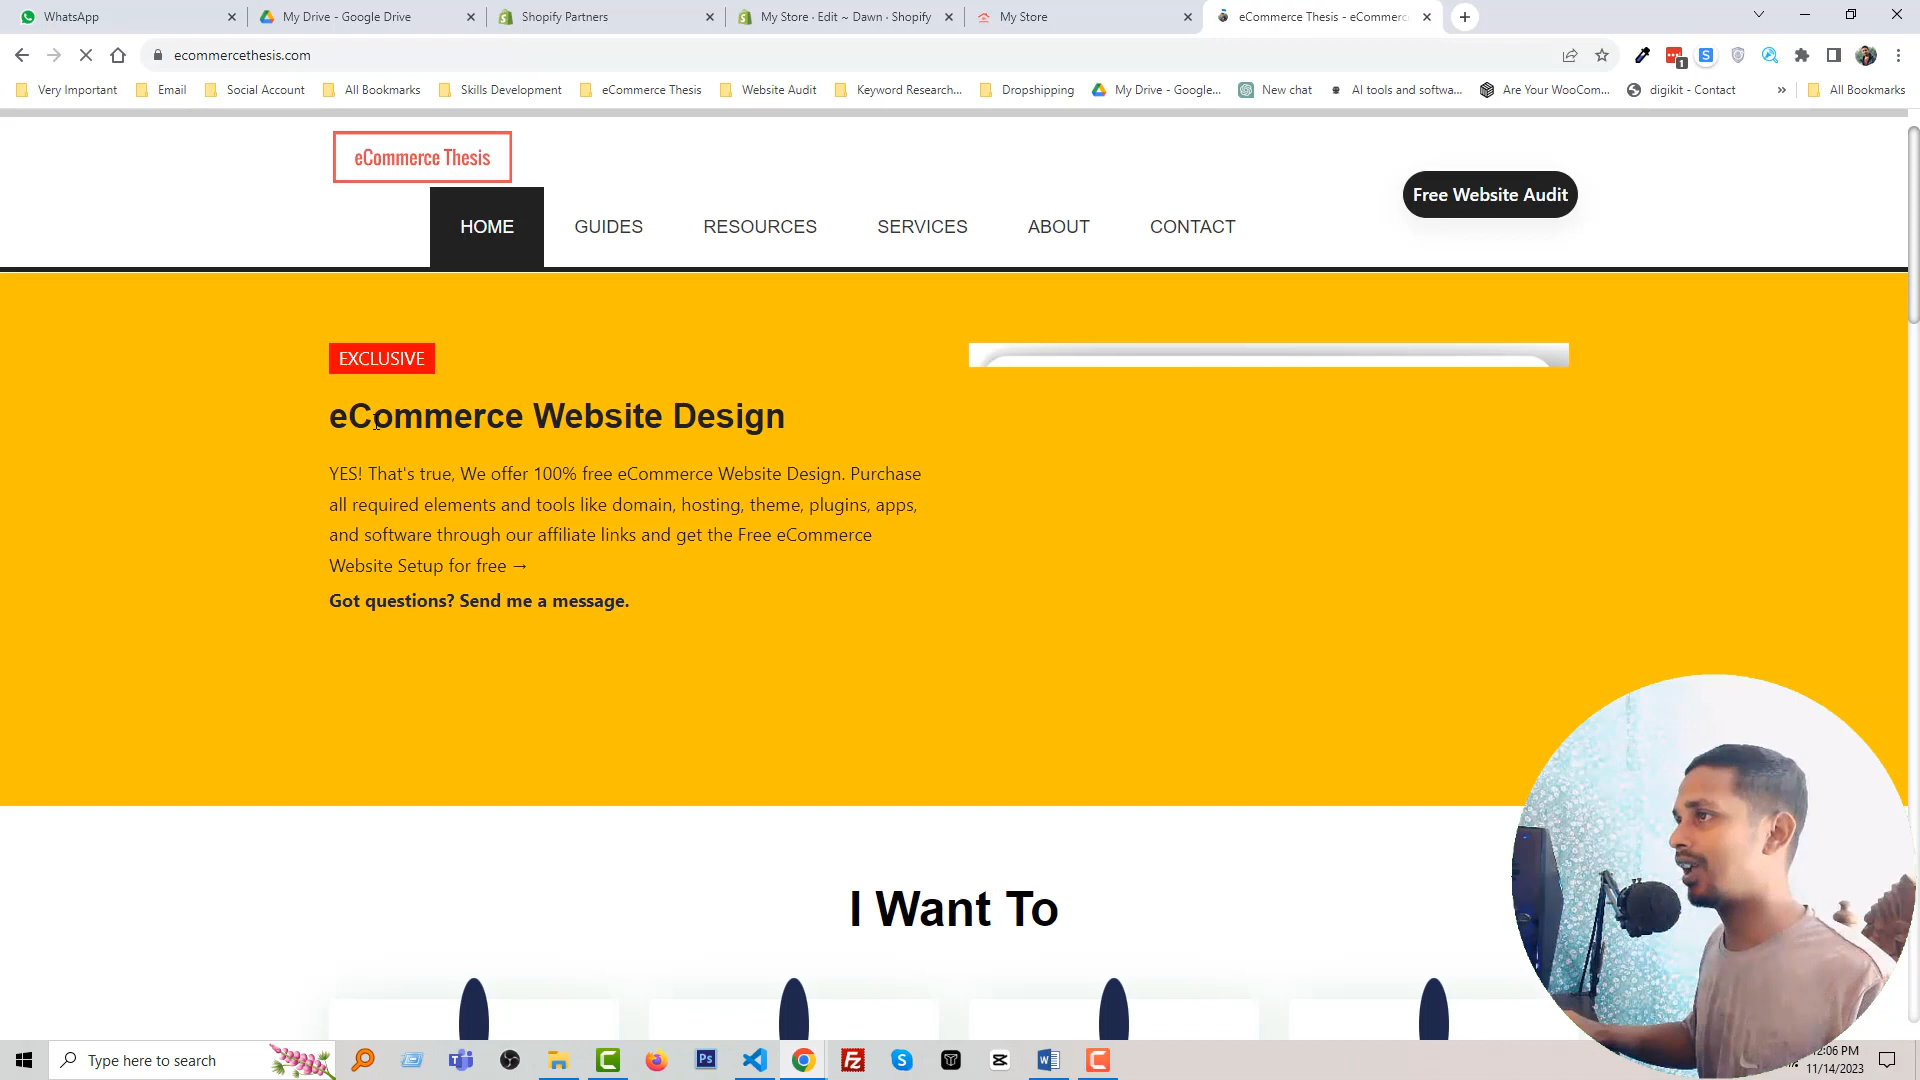 WhatsApp
My Drive - Google Drive
Shopify Partners
My Store · Edit ~ Dawn · Shopify
My Store
eCommerce Thesis - eCommerc
ecommercethesis.com
1
Very Important
Email
Social Account
All Bookmarks
Skills Development
eCommerce Thesis
Website Audit
Keyword Research...
Dropshipping
My Drive - Google...
New chat
AI tools and softwa...
Are Your WooCom...
digikit - Contact
»
All Bookmarks
eCommerce Thesis
Free Website Audit
HOME
GUIDES
RESOURCES
SERVICES
ABOUT
CONTACT
EXCLUSIVE
eCommerce Website Design
YES! That's true, We offer 100% free eCommerce Website Design. Purchase
all required elements and tools like domain, hosting, theme, plugins, apps,
and software through our affiliate links and get the Free eCommerce
Website Setup for free →
Got questions? Send me a message.
I Want To
Type here to search
12:06 PM
11/14/2023